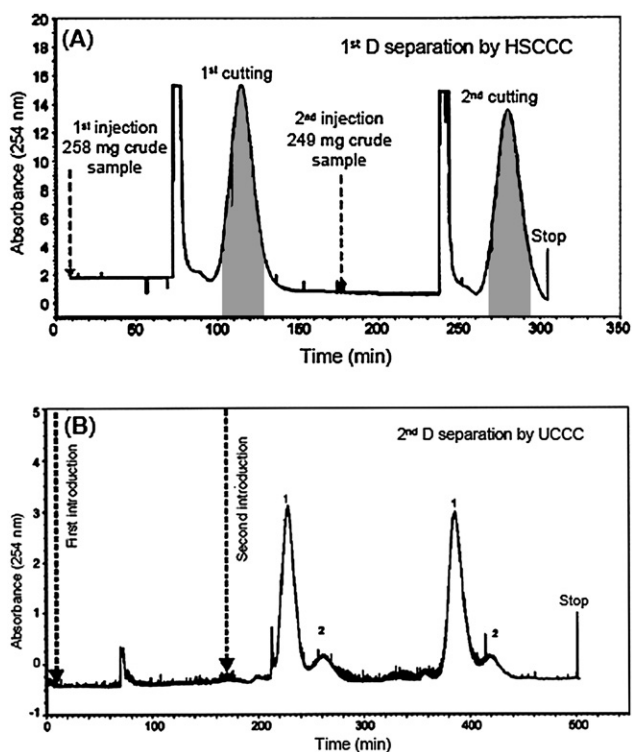 (A)
1st D separation by HSCCC
1st cutting
2nd cutting
1st injection
258 mg crude
sample
2nd injection
249 mg crude
sample
Stop
Absorbance (254 nm)
20
18
16
14
12
10
8
6
4
2
0
0 50 100 150 200 250 300 350
Time (min)
(B)
2nd D separation by UCCC
First introduction
Second introduction
1
2
1
2
Stop
Absorbance (254 nm)
5
4
3
2
1
0
-1
0 100 200 300 400 500 600
Time (min)